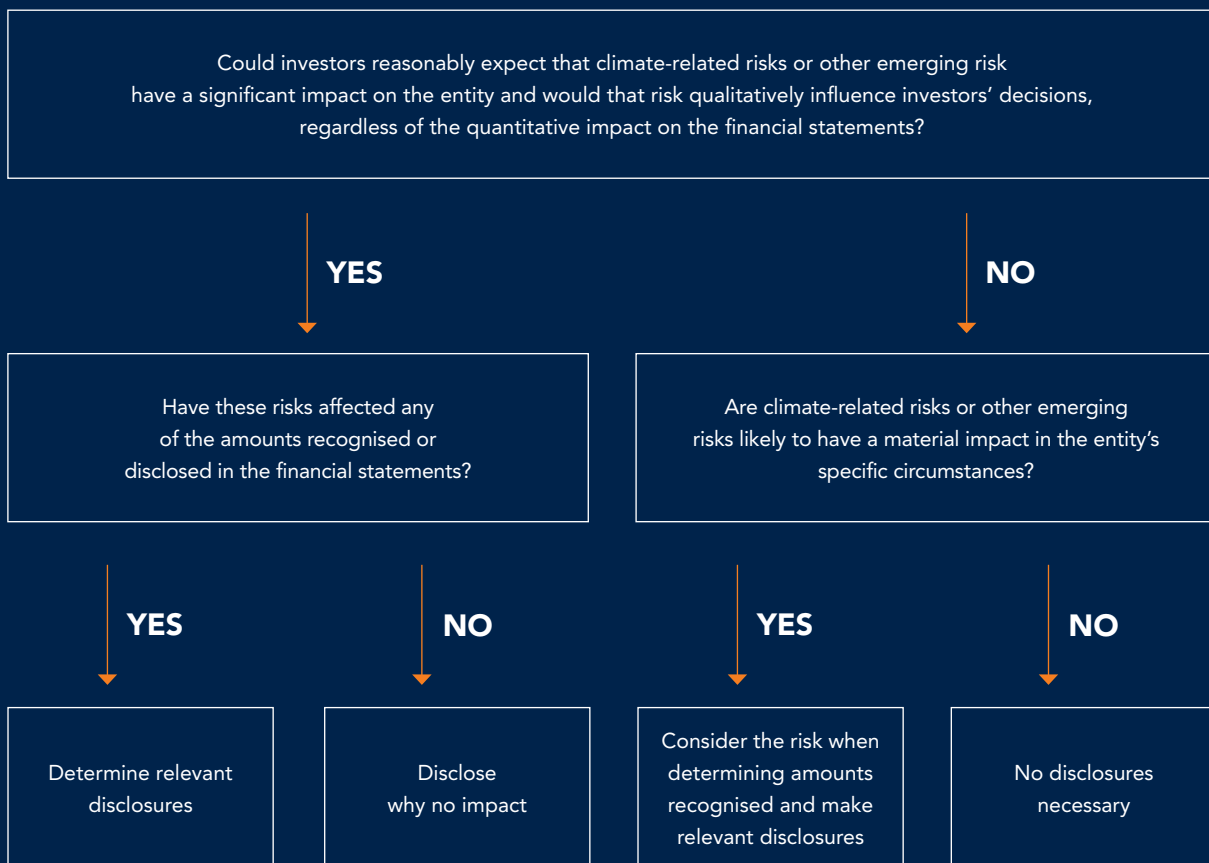 Could investors reasonably expect that climate-related risks or other emerging risk
have a significant impact on the entity and would that risk qualitatively influence investors’ decisions,
regardless of the quantitative impact on the financial statements?
YES
NO
Have these risks affected any
of the amounts recognised or
disclosed in the financial statements?
Are climate-related risks or other emerging
risks likely to have a material impact in the entity’s
specific circumstances?
YES
NO
YES
NO
Determine relevant
disclosures
Disclose
why no impact
Consider the risk when
determining amounts
recognised and make
relevant disclosures
No disclosures
necessary